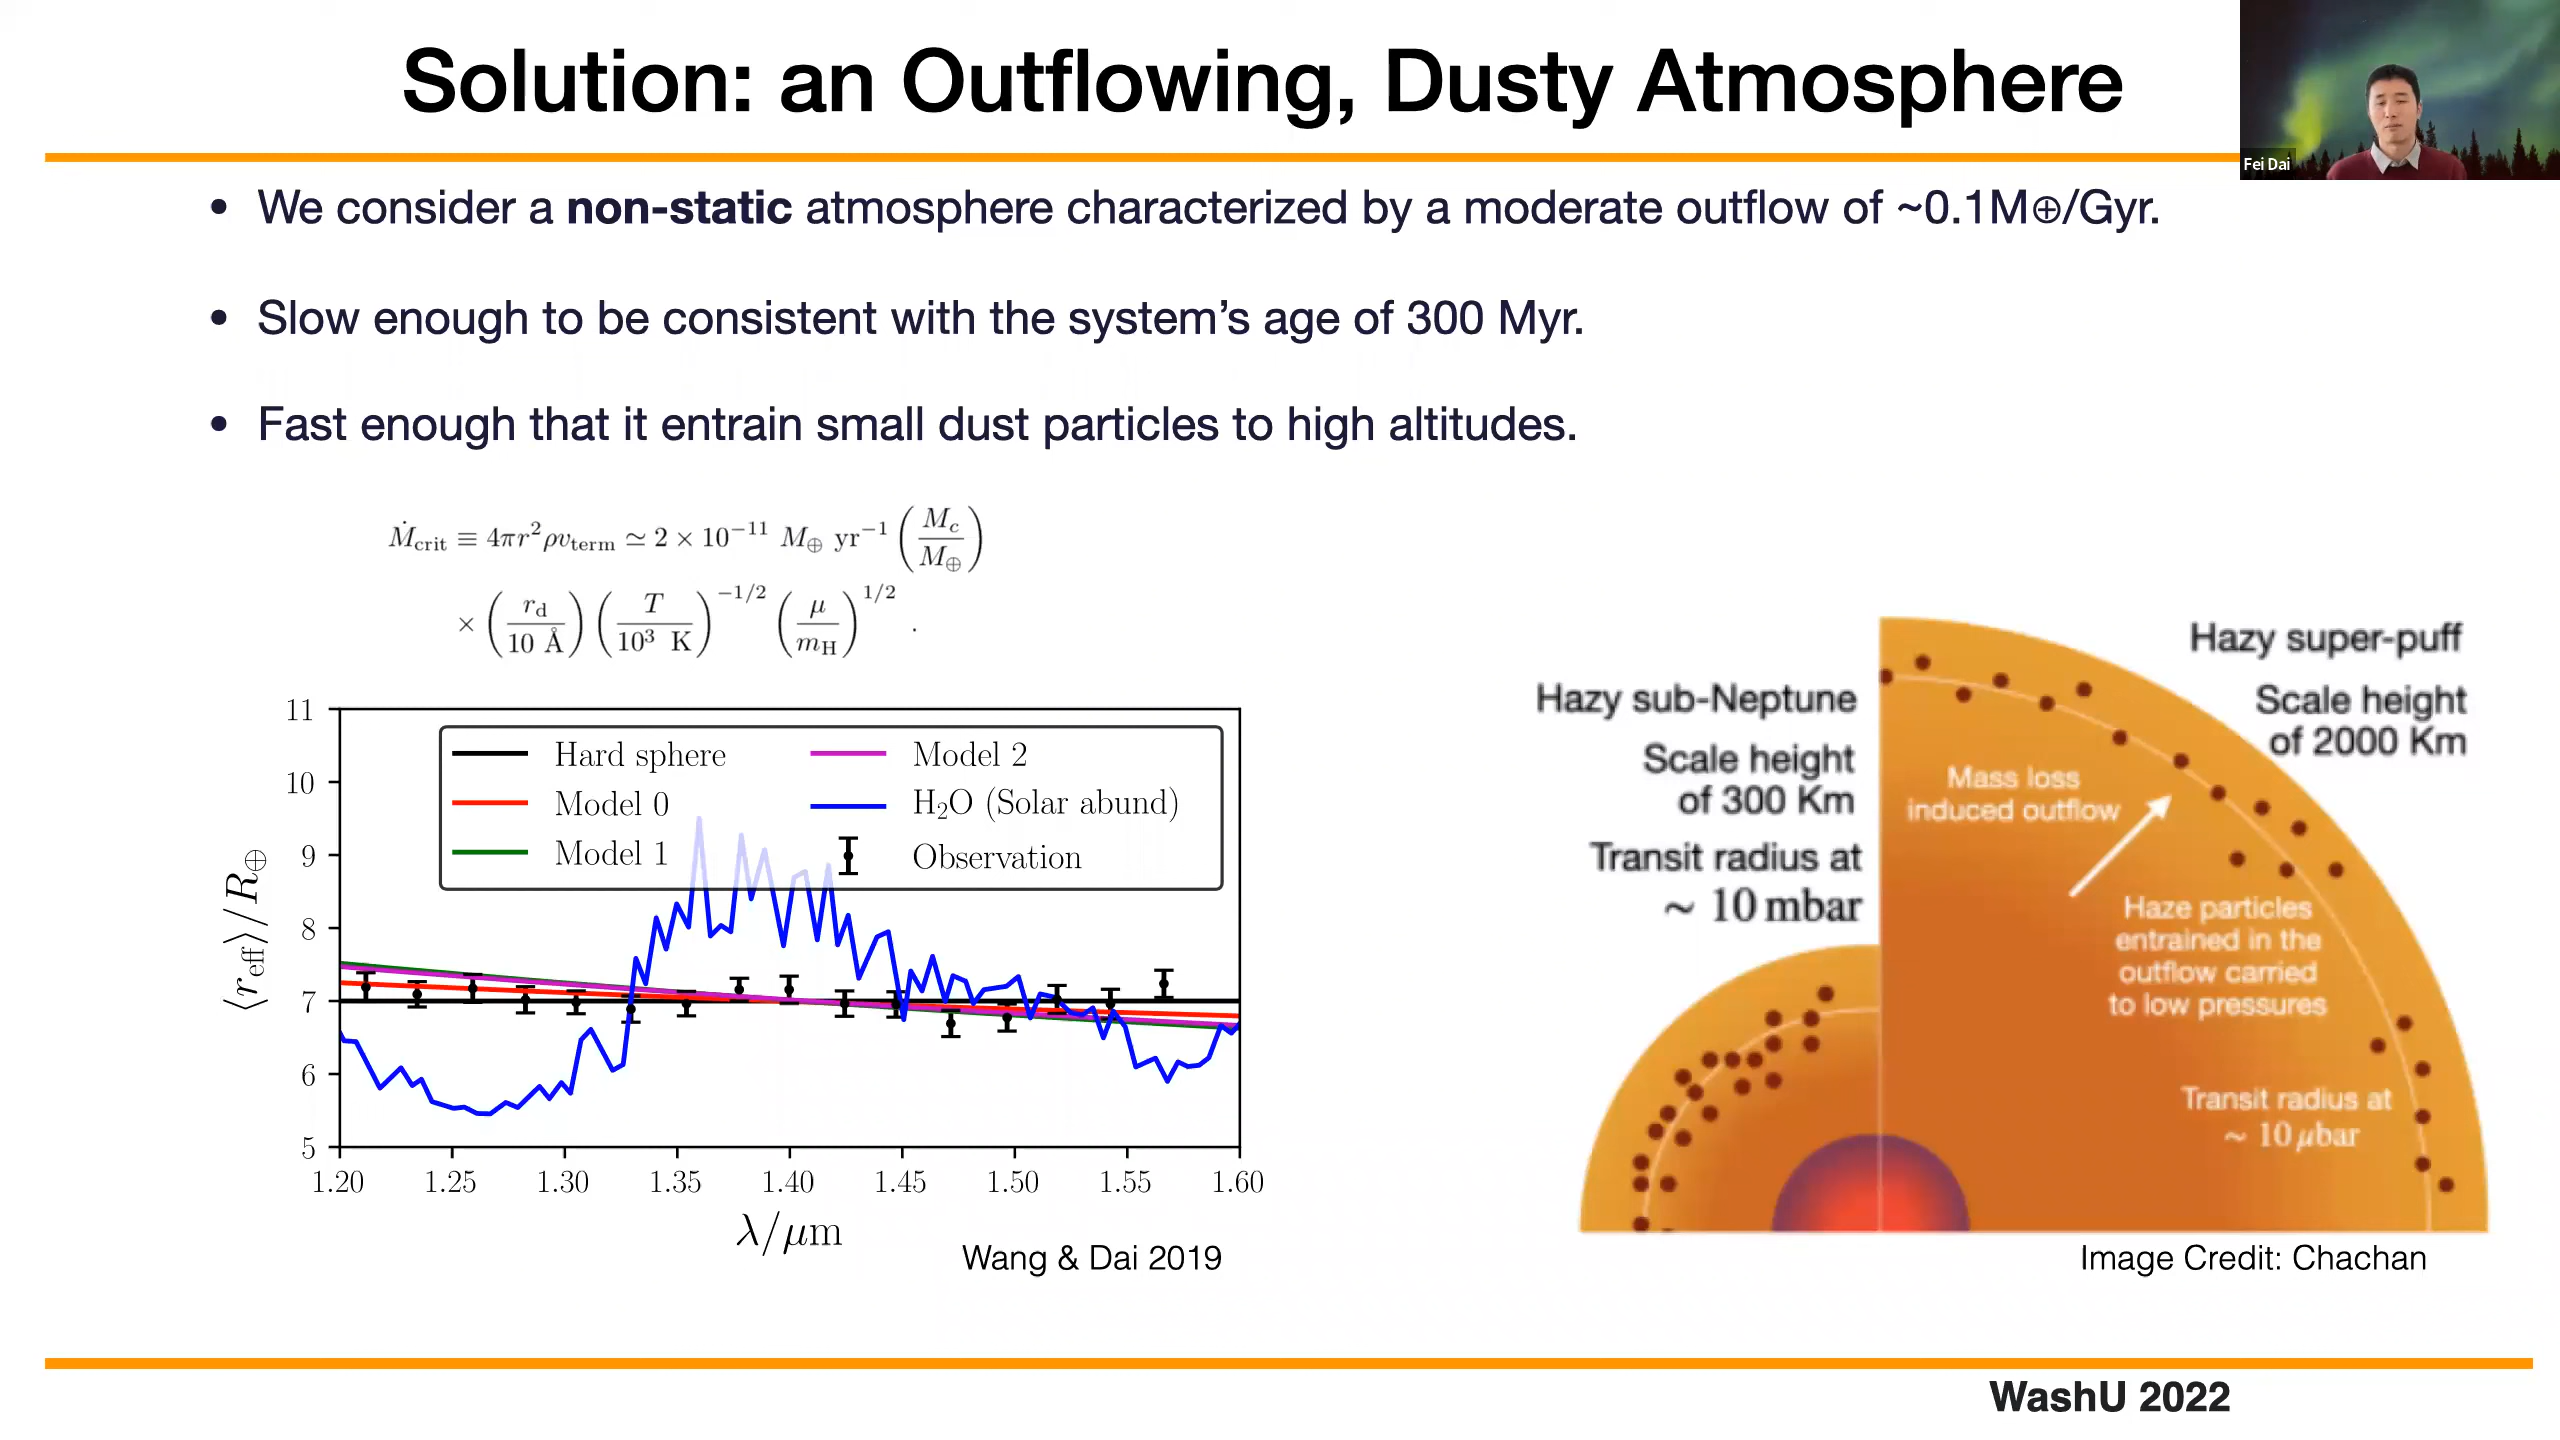 Solution: an Outflowing, Dusty Atmosphere
Fei Dai
• We consider a non-static atmosphere characterized by a moderate outflow of ~0.1M⊕/Gyr.
• Slow enough to be consistent with the system's age of 300 Myr.
• Fast enough that it entrain small dust particles to high altitudes.
Ṁcrit ≡ 4πr²ρvterm ≃ 2 × 10⁻¹¹ M⊕ yr⁻¹ (Mc/M⊕)
× (rd/10 Å) (T/10³ K)^−1/2 (μ/mH)^1/2 .
11
10
9
8
7
6
5
⟨reff⟩/R⊕
Hard sphere
Model 0
Model 1
Model 2
H₂O (Solar abund)
Observation
1.20 1.25 1.30 1.35 1.40 1.45 1.50 1.55 1.60
λ/μm
Wang & Dai 2019
Hazy sub-Neptune
Scale height
of 300 Km
Transit radius at
~ 10 mbar
Hazy super-puff
Scale height
of 2000 Km
Mass loss
induced outflow
Haze particles
entrained in the
outflow carried
to low pressures
Transit radius at
~ 10 μbar
Image Credit: Chachan
WashU 2022